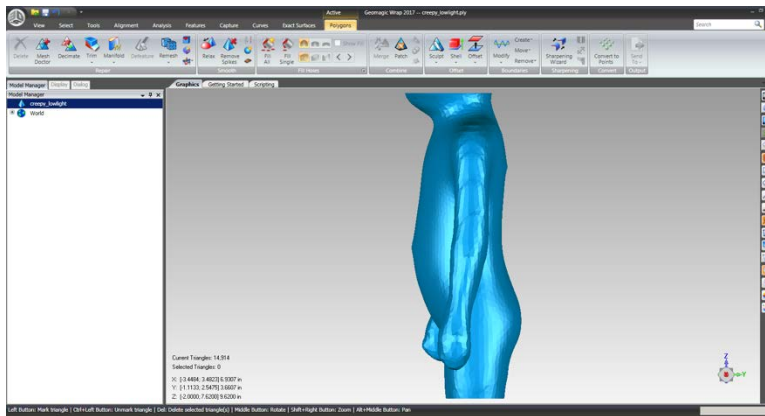 Active
Geomagic Wrap 2017 -- creepy_lowlight.ply
View Select Tools Alignment Analysis Features Capture Curves Exact Surfaces Polygons
Search
Delete Mesh Doctor Decimate Trim Manifold Defeature Remesh Relax Remove Spikes Fill All Fill Single Merge Patch Sculpt Shell Offset Modify Create Move Remove Sharpening Wizard Convert to Points Send To
Repair Smooth Fill Holes Combine Offset Boundaries Sharpening Convert Output
Model Manager Display Dialog
Graphics Getting Started Scripting
Model Manager
creepy_lowlight
World
Current Triangles: 14,914
Selected Triangles: 0
X: [-3.4484; 3.4823] 6.9307 in
Y: [-1.1133; 2.5475] 3.6607 in
Z: [-2.0000; 7.6200] 9.6200 in
Z
Y
Left Button: Mark triangle | Ctrl+Left Button: Unmark triangle | Del: Delete selected triangle(s) | Middle Button: Rotate | Shift+Right Button: Zoom | Alt+Middle Button: Pan